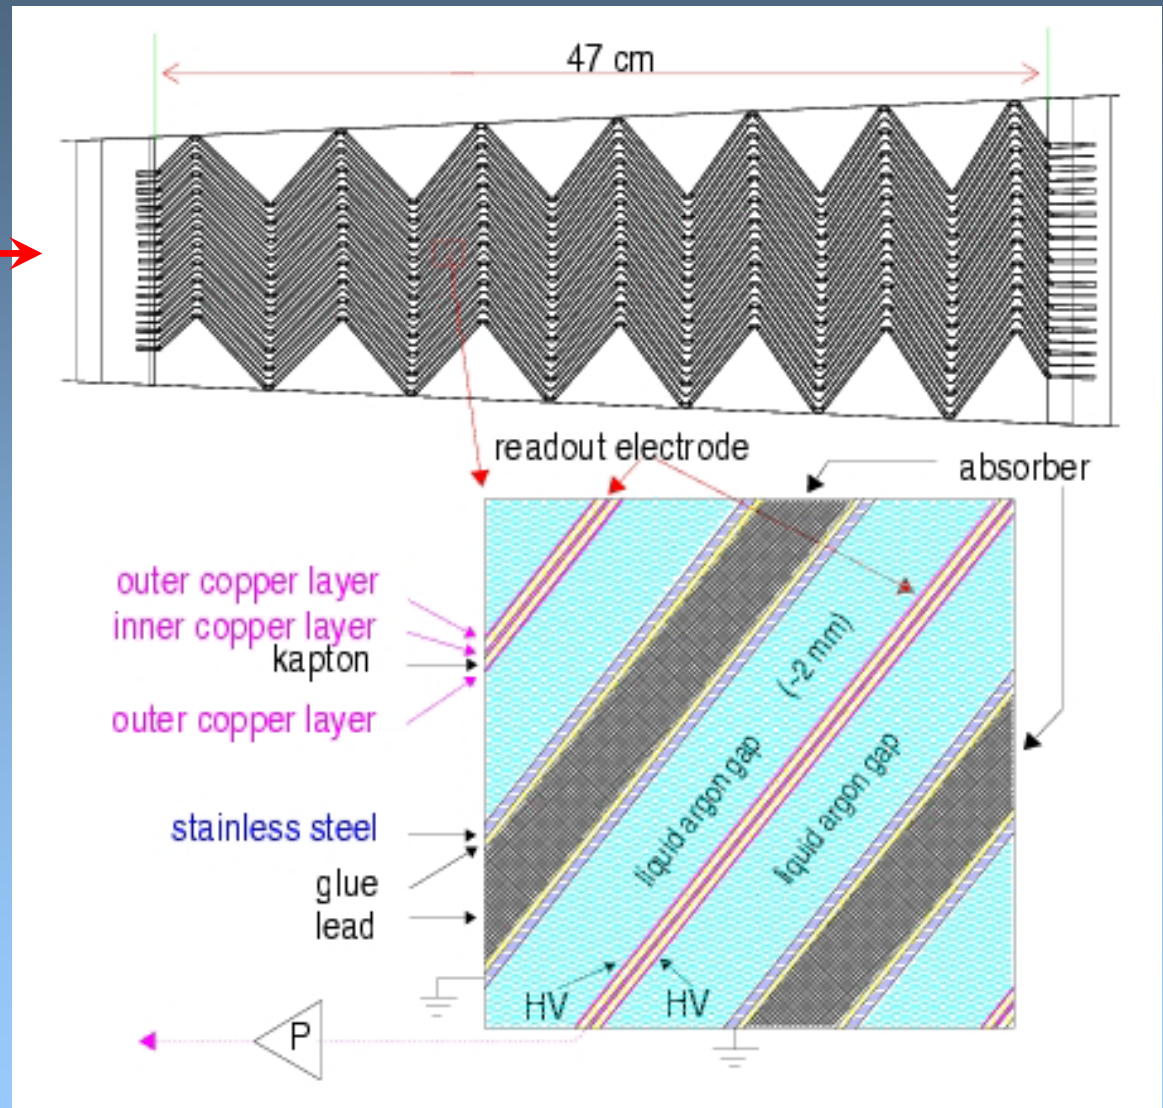 47 cm
readout electrode
absorber
outer copper layer
inner copper layer
kapton
outer copper layer
(~2 mm)
liquid argon gap
liquid argon gap
stainless steel
glue
lead
HV
HV
P